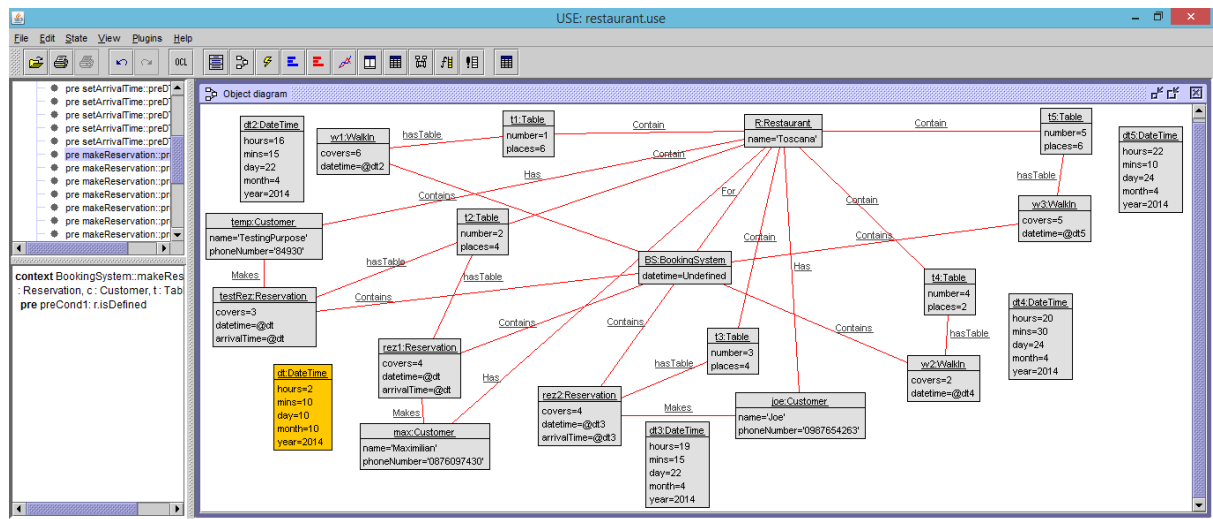 USE: restaurant.use
File Edit State View Plugins Help
OCL
pre setArrivalTime::preD
pre setArrivalTime::preD
pre setArrivalTime::preD
pre setArrivalTime::preD
pre setArrivalTime::preD
pre makeReservation::pr
pre makeReservation::pr
pre makeReservation::pr
pre makeReservation::pr
pre makeReservation::pr
pre makeReservation::pr
pre makeReservation::pr
context BookingSystem::makeRes
: Reservation, c : Customer, t : Tab
pre preCond1: r.isDefined
Object diagram
dt2:DateTime
hours=16
mins=15
day=22
month=4
year=2014
w1:WalkIn
covers=6
datetime=@dt2
hasTable
t1:Table
number=1
places=6
Contain
R:Restaurant
name='Toscana'
Contain
t5:Table
number=5
places=6
dt5:DateTime
hours=22
mins=10
day=24
month=4
year=2014
Contain
Has
For
hasTable
Contains
Contain
w3:WalkIn
covers=5
datetime=@dt5
temp:Customer
name='TestingPurpose'
phoneNumber='84930'
t2:Table
number=2
places=4
Contain
Contains
hasTable
BS:BookingSystem
datetime=Undefined
Has
Makes
hasTable
t4:Table
number=4
places=2
testRez:Reservation
covers=3
datetime=@dt
arrivalTime=@dt
Contains
dt4:DateTime
hours=20
mins=30
day=24
month=4
year=2014
Contains
Contains
Contains
hasTable
rez1:Reservation
covers=4
datetime=@dt
arrivalTime=@dt
t3:Table
number=3
places=4
hasTable
w2:WalkIn
covers=2
datetime=@dt4
dt:DateTime
hours=2
mins=10
day=10
month=10
year=2014
Has
rez2:Reservation
covers=4
datetime=@dt3
arrivalTime=@dt3
Makes
joe:Customer
name='Joe'
phoneNumber='0987654263'
Makes
max:Customer
name='Maximilian'
phoneNumber='0876097430'
dt3:DateTime
hours=19
mins=15
day=22
month=4
year=2014